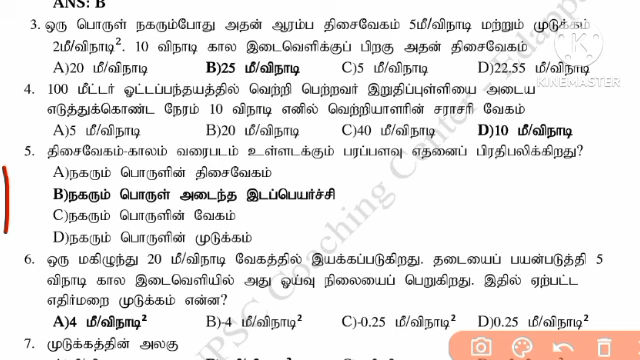 ANS: B
3. ஒரு பொருள் நகரும்போது அதன் ஆரம்ப திசைவேகம் 5மீ/விநாடி மற்றும் முடுக்கம்
2மீ/விநாடி². 10 விநாடி கால இடைவெளிக்குப் பிறகு அதன் திசைவேகம்
A)20 மீ/விநாடி B)25 மீ/விநாடி C)5 மீ/விநாடி D)22.55 மீ/விநாடி
KINEMASTER
4. 100 மீட்டர் ஓட்டப்பந்தயத்தில் வெற்றி பெற்றவர் இறுதிப்புள்ளியை அடைய
எடுத்துக்கொண்ட நேரம் 10 விநாடி எனில் வெற்றியாளரின் சராசரி வேகம்
A)5 மீ/விநாடி B)20 மீ/விநாடி C)40 மீ/விநாடி D)10 மீ/விநாடி
5. திசைவேகம்-காலம் வரைபடம் உள்ளடக்கும் பரப்பளவு எதனைப் பிரதிபலிக்கிறது?
A)நகரும் பொருளின் திசைவேகம்
B)நகரும் பொருள் அடைந்த இடப்பெயர்ச்சி
C)நகரும் பொருளின் வேகம்
D)நகரும் பொருளின் முடுக்கம்
6. ஒரு மகிழுந்து 20 மீ/விநாடி வேகத்தில் இயக்கப்படுகிறது. தடையைப் பயன்படுத்தி 5
விநாடி கால இடைவெளியில் அது ஓய்வு நிலையைப் பெறுகிறது. இதில் ஏற்பட்ட
எதிர்மறை முடுக்கம் என்ன?
A)4 மீ/விநாடி² B)-4 மீ/விநாடி² C)-0.25 மீ/விநாடி² D)0.25 மீ/விநாடி²
7. முடுக்கத்தின் அலகு
PSC Coaching Center